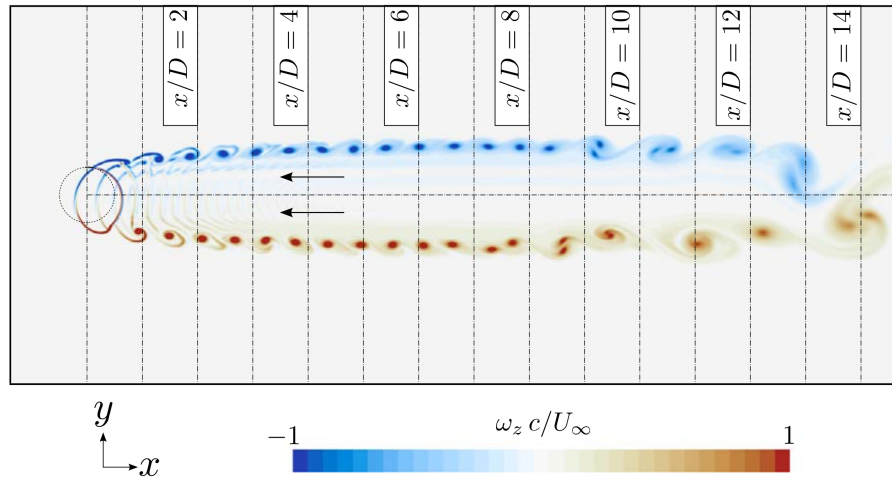 x/D = 2
x/D = 4
x/D = 6
x/D = 8
x/D = 10
x/D = 12
x/D = 14
y
x
ω_z c/U_∞
−1
1